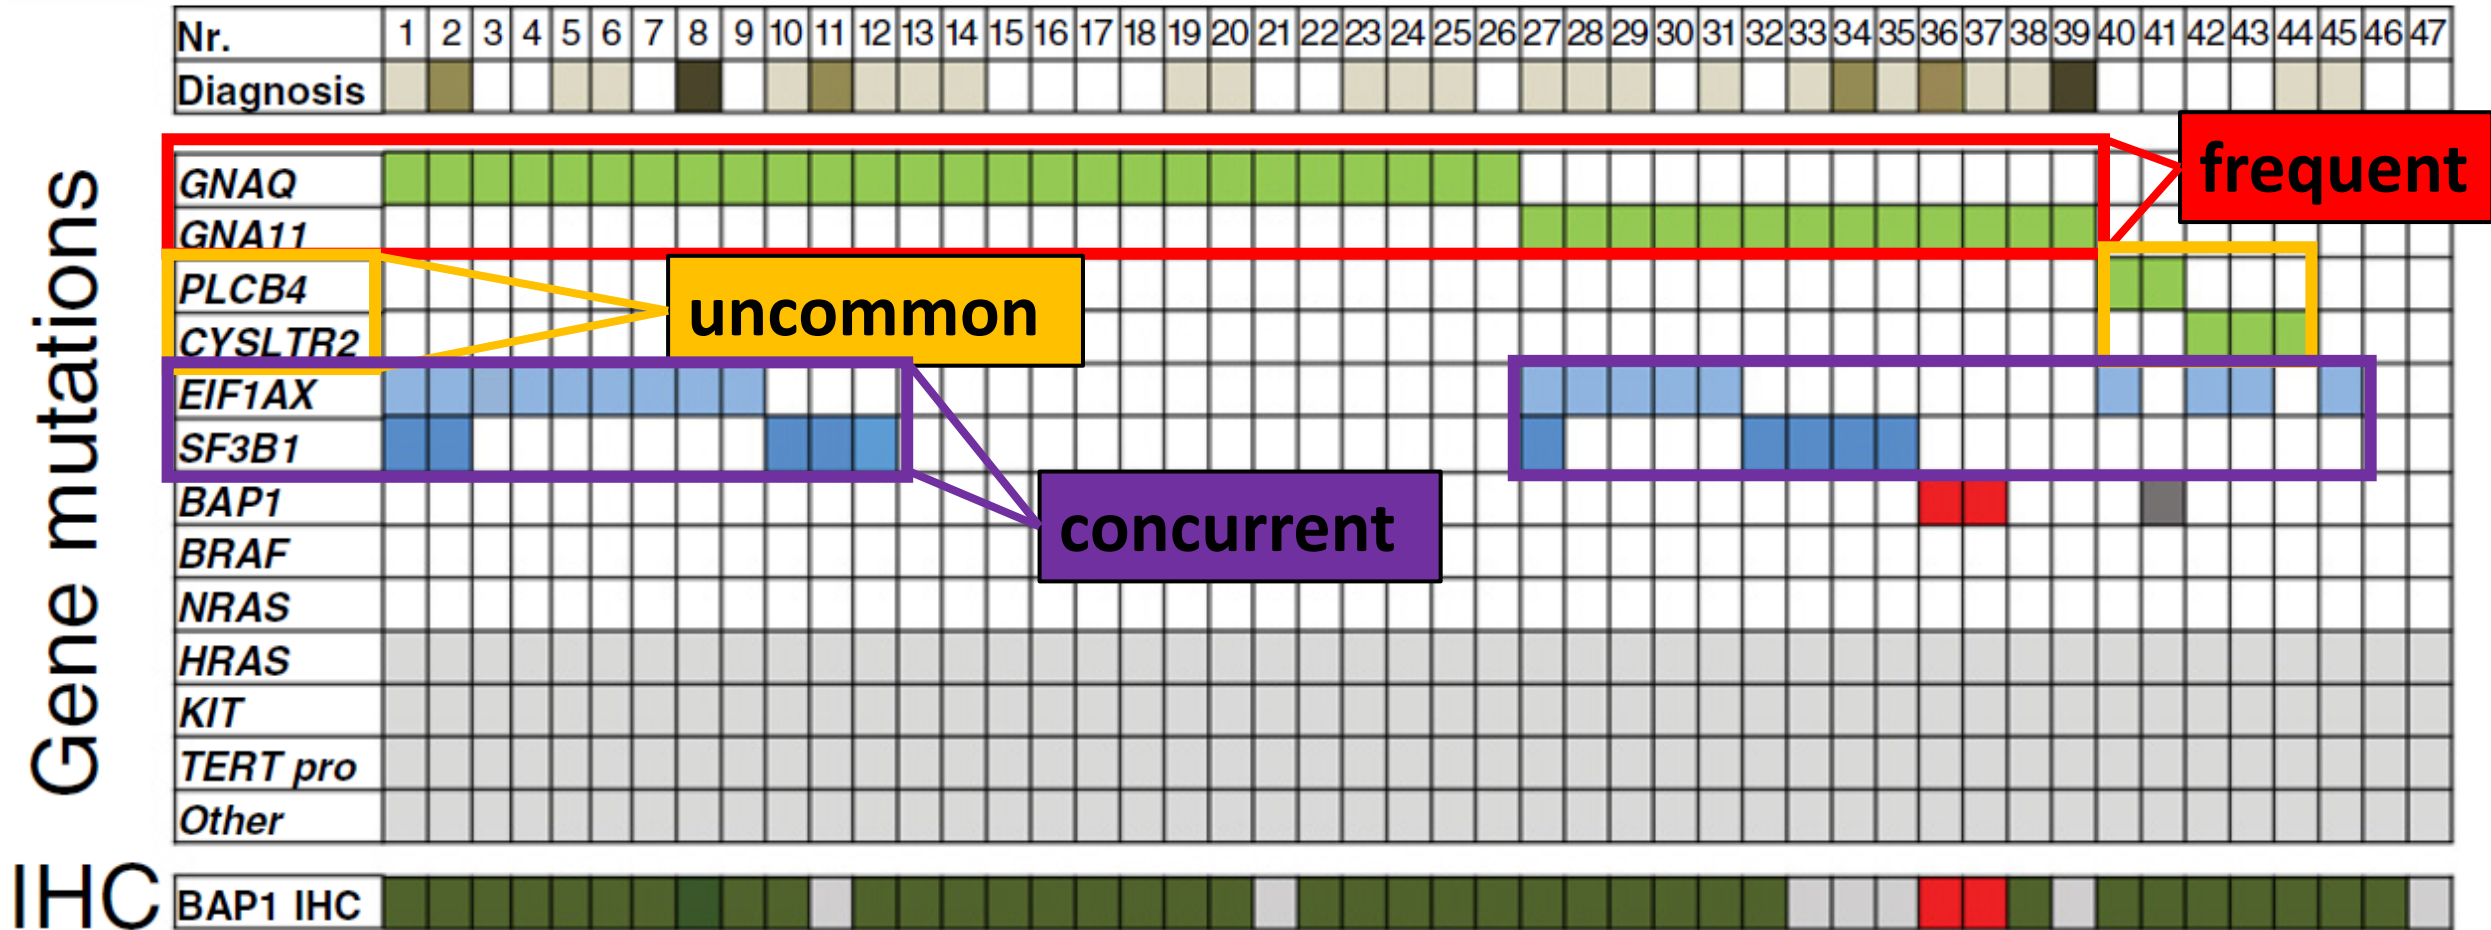 Nr. 1 2 3 4 5 6 7 8 9 10 11 12 13 14 15 16 17 18 19 20 21 22 23 24 25 26 27 28 29 30 31 32 33 34 35 36 37 38 39 40 41 42 43 44 45 46 47
Diagnosis
frequent
Gene mutations
GNAQ
GNA11
PLCB4
uncommon
CYSLTR2
EIF1AX
SF3B1
BAP1
concurrent
BRAF
NRAS
HRAS
KIT
TERT pro
Other
IHC
BAP1 IHC